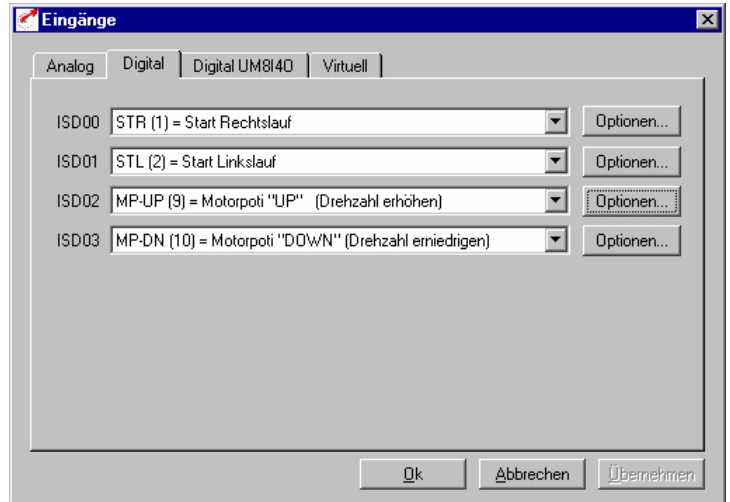 Eingänge
Analog Digital Digital UM8I4O Virtuell
ISD00 STR (1) = Start Rechtslauf Optionen...
ISD01 STL (2) = Start Linkslauf Optionen...
ISD02 MP-UP (9) = Motorpoti "UP" (Drehzahl erhöhen) Optionen...
ISD03 MP-DN (10) = Motorpoti "DOWN" (Drehzahl erniedrigen) Optionen...
Ok Abbrechen Übernehmen